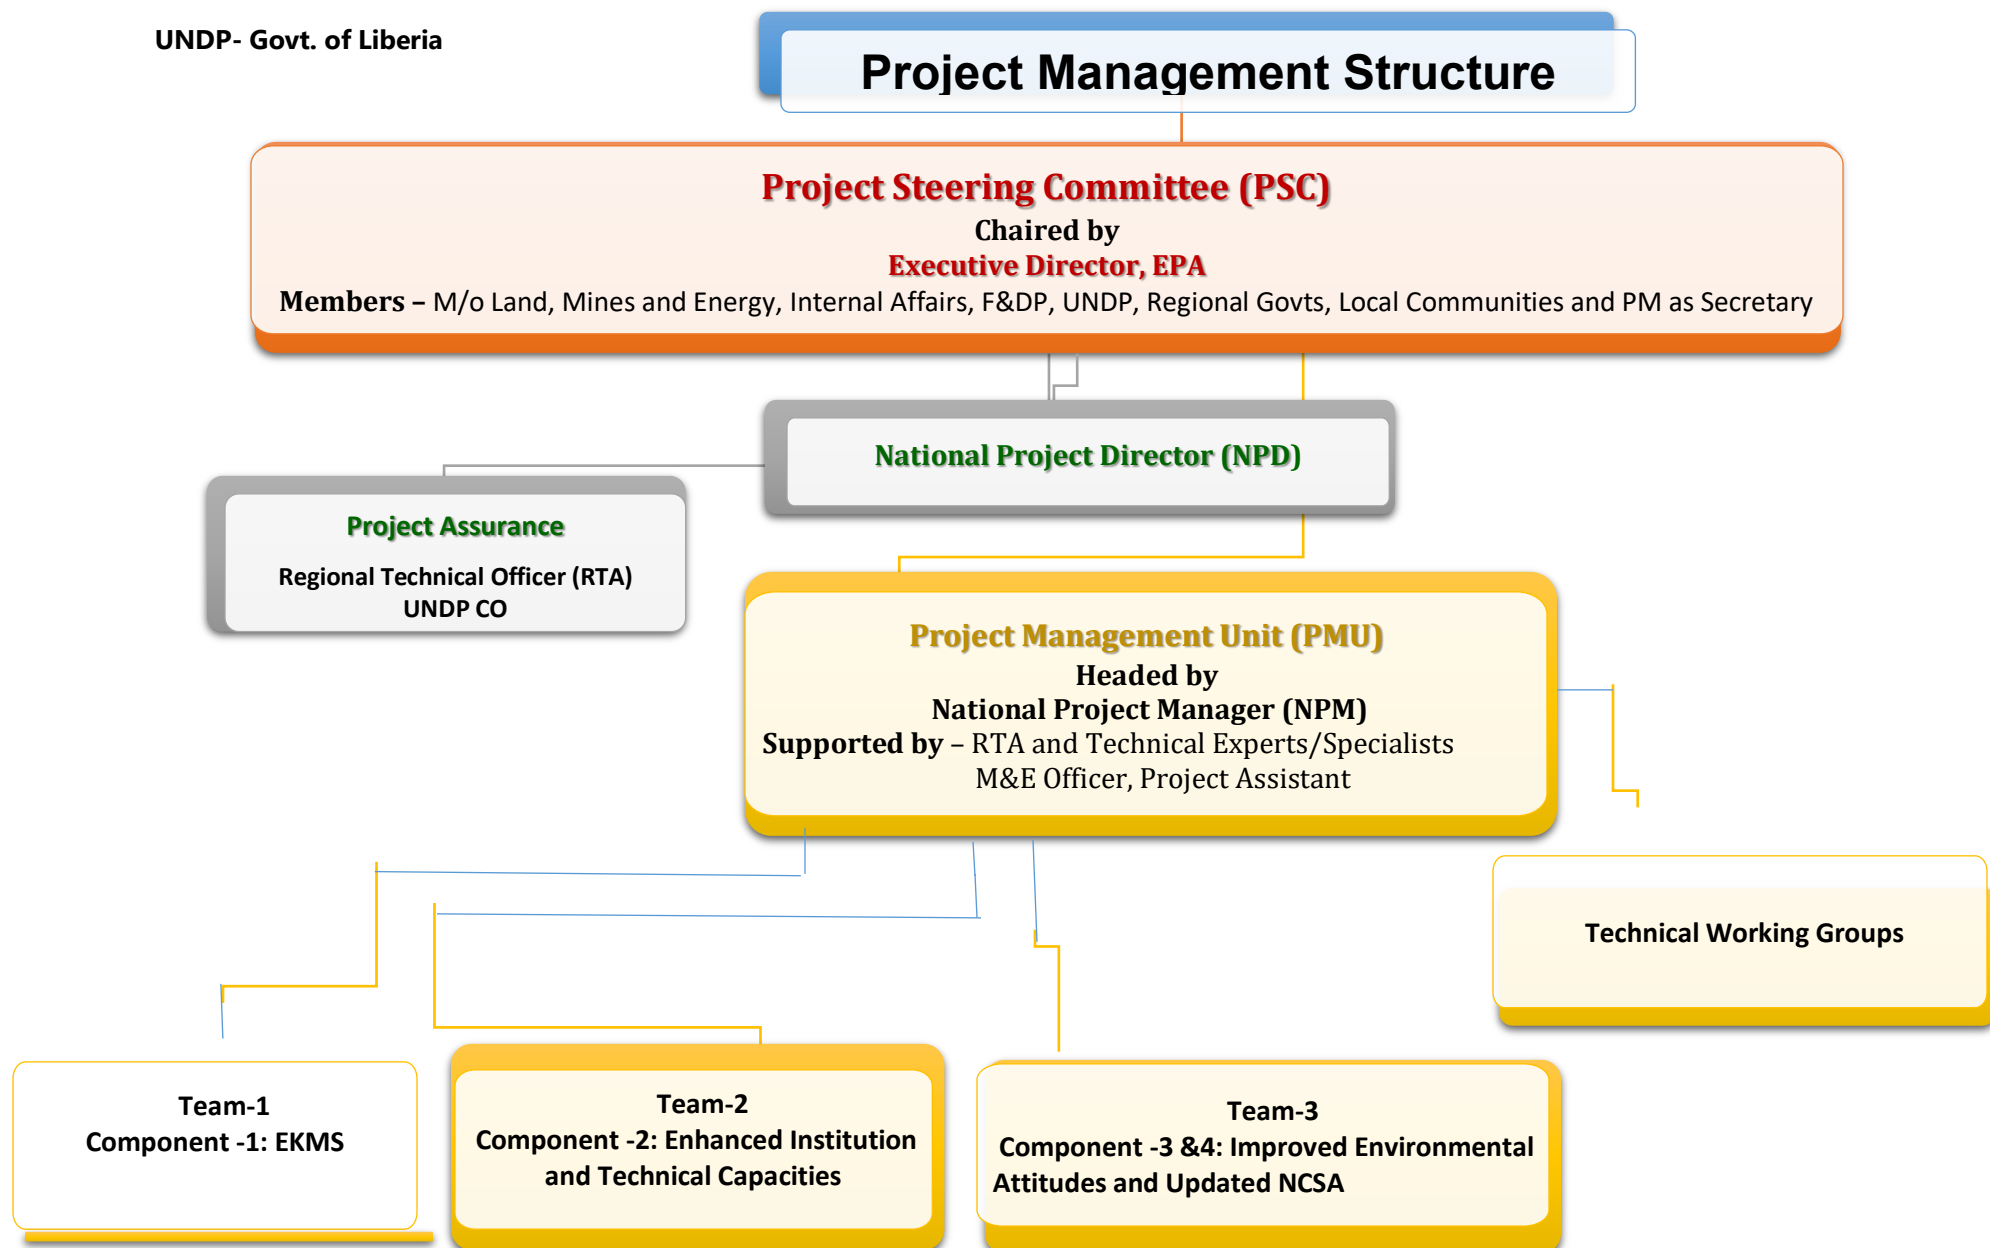 UNDP- Govt. of Liberia
Project Management Structure
Project Steering Committee (PSC)
Chaired by
Executive Director, EPA
Members – M/o Land, Mines and Energy, Internal Affairs, F&DP, UNDP, Regional Govts, Local Communities and PM as Secretary
National Project Director (NPD)
Project Assurance
Regional Technical Officer (RTA)
UNDP CO
Project Management Unit (PMU)
Headed by
National Project Manager (NPM)
Supported by – RTA and Technical Experts/Specialists
M&E Officer, Project Assistant
Technical Working Groups
Team-1
Component -1: EKMS
Team-2
Component -2: Enhanced Institution
and Technical Capacities
Team-3
Component -3 &4: Improved Environmental
Attitudes and Updated NCSA